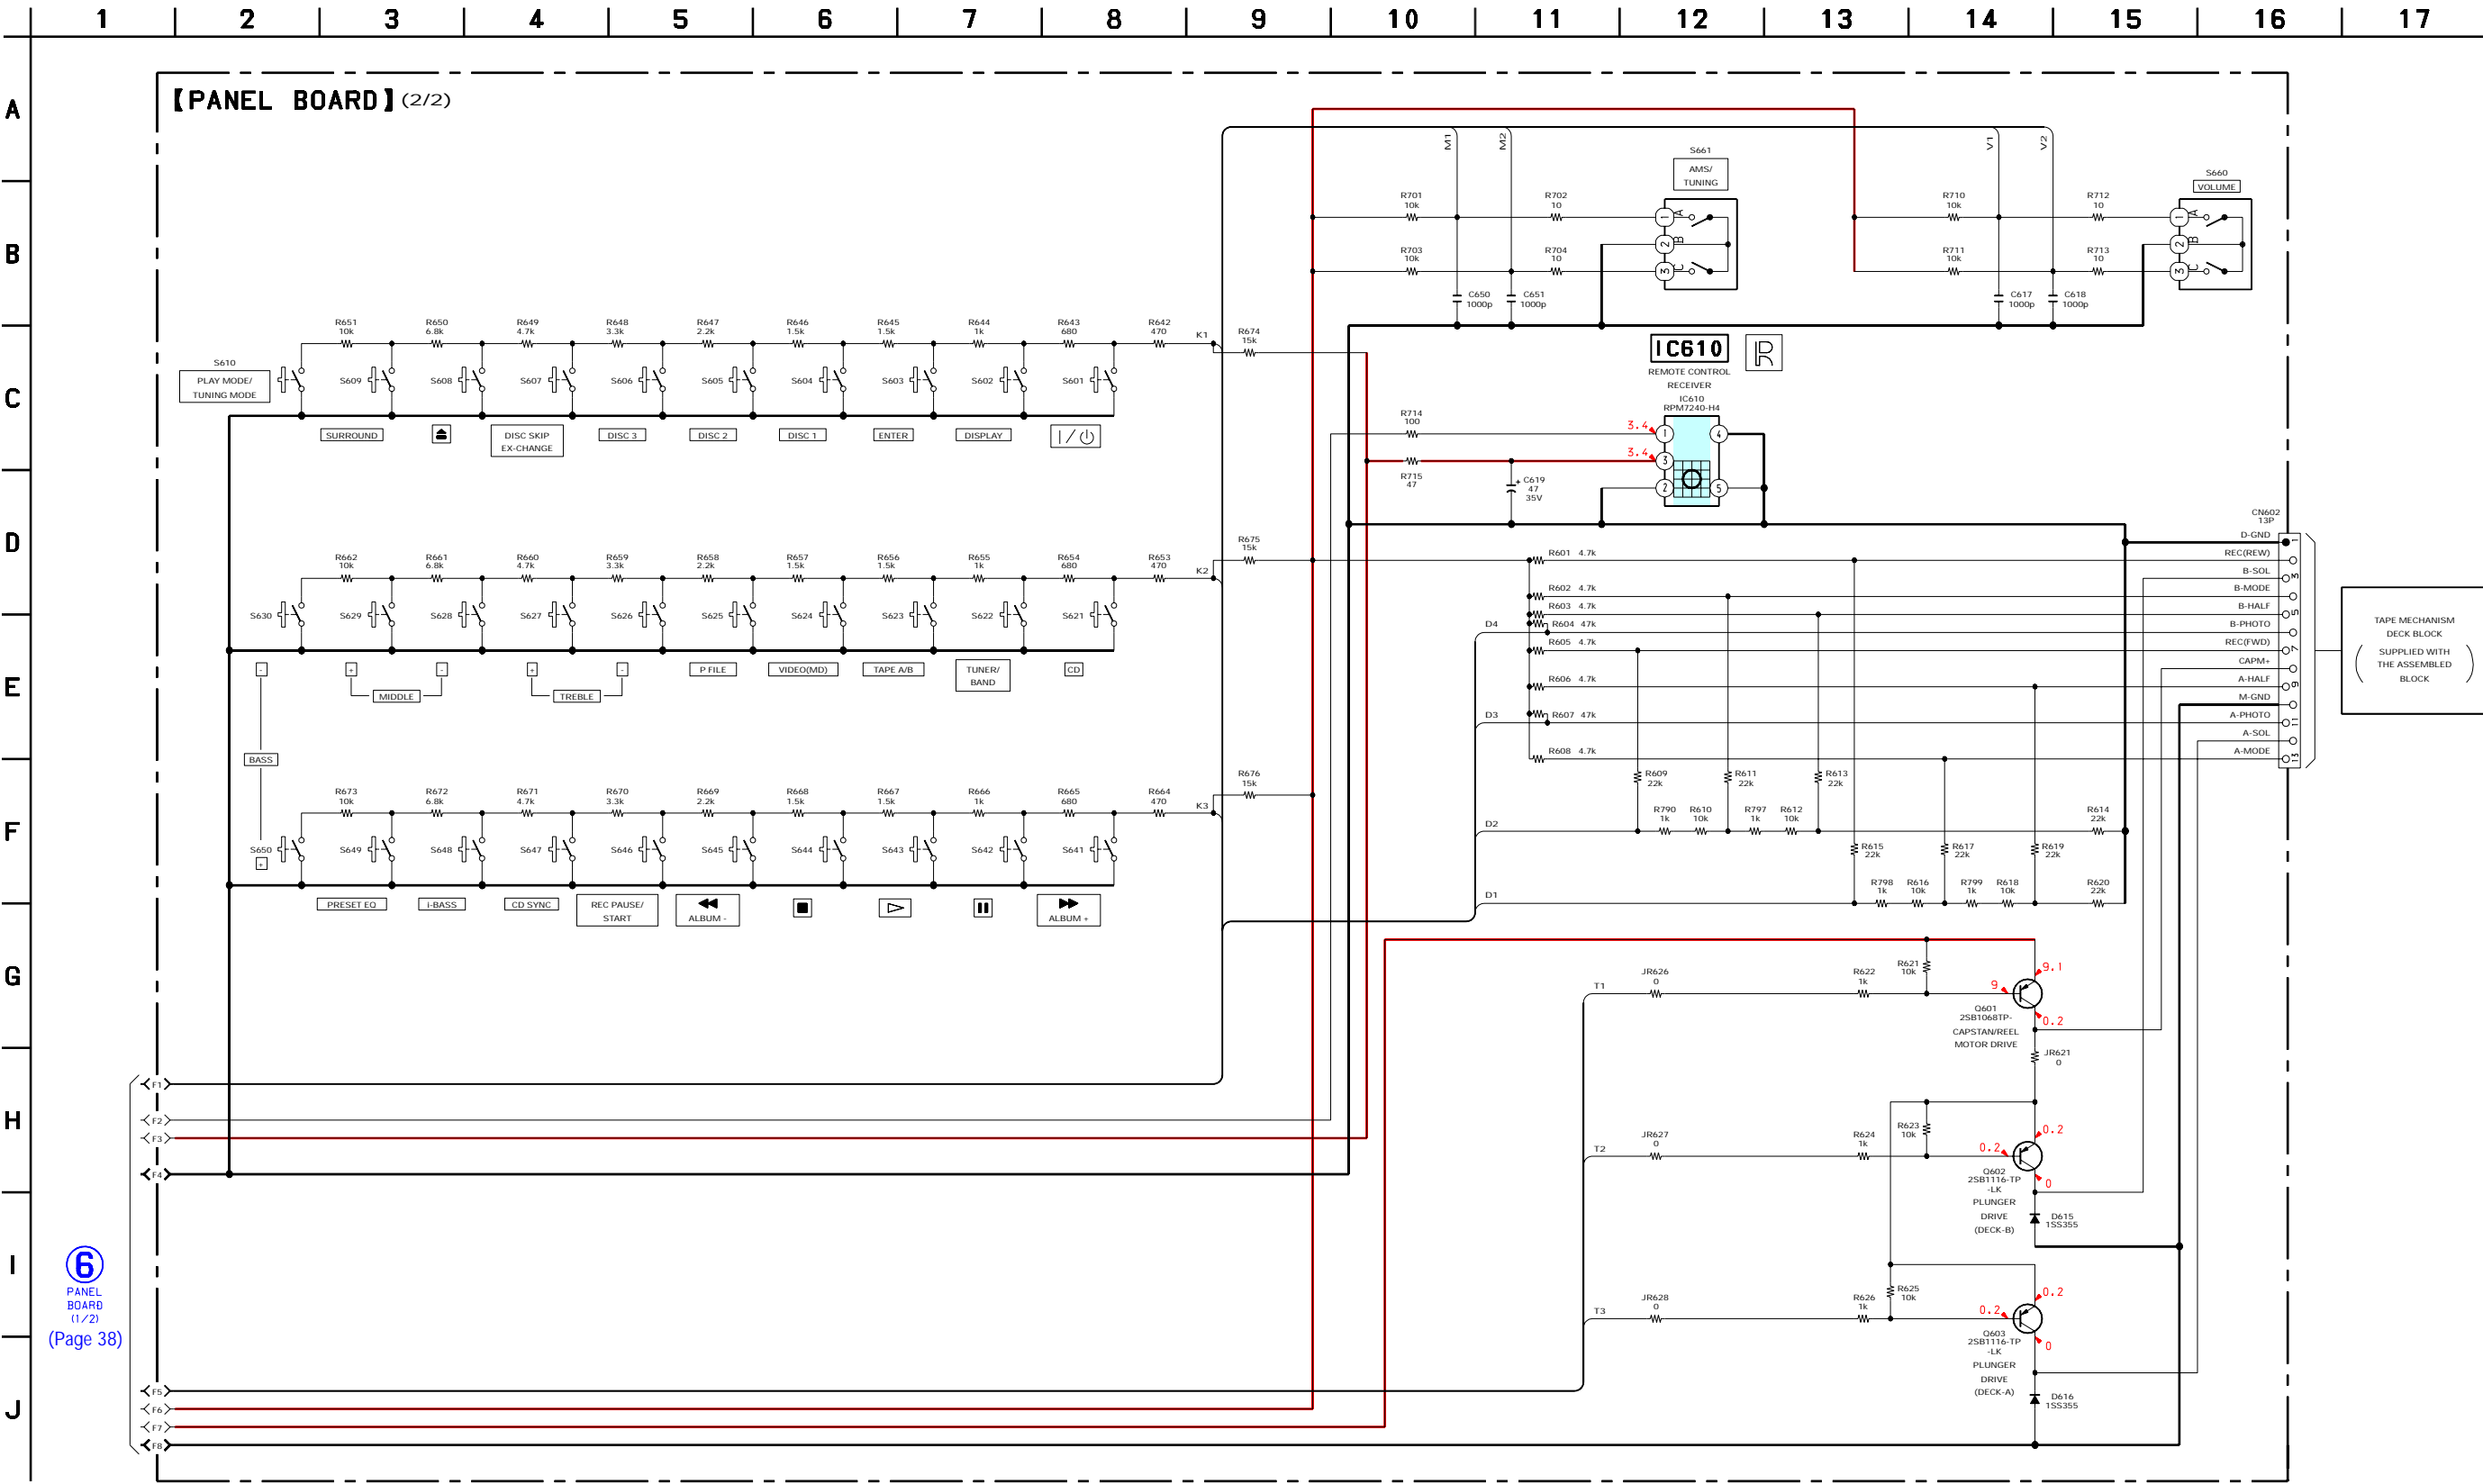 1 2 3 4 5 6 7 8 9 10 11 12 13 14 15 16 17
A
B
C
D
E
F
G
H
I
J
【PANEL BOARD】(2/2)
M1 M2 V1 V2
S661
AMS/
TUNING
S660
VOLUME
R701
10k
R702
10
R710
10k
R712
10
R703
10k
R704
10
R711
10k
R713
10
1 A
2 B
3 C
1 A
2 B
3 C
C650
1000p
C651
1000p
C617
1000p
C618
1000p
R651
10k
R650
6.8k
R649
4.7k
R648
3.3k
R647
2.2k
R646
1.5k
R645
1.5k
R644
1k
R643
680
R642
470
K1
R674
15k
S610
PLAY MODE/
TUNING MODE
S609 S608 S607 S606 S605 S604 S603 S602 S601
SURROUND
DISC SKIP
EX-CHANGE
DISC 3
DISC 2
DISC 1
ENTER
DISPLAY
IC610
R
REMOTE CONTROL
RECEIVER
IC610
RPM7240-H4
R714
100
3.4
1
4
3.4
3
2
5
R715
47
C619
47
35V
+
R662
10k
R661
6.8k
R660
4.7k
R659
3.3k
R658
2.2k
R657
1.5k
R656
1.5k
R655
1k
R654
680
R653
470
K2
R675
15k
S630 S629 S628 S627 S626 S625 S624 S623 S622 S621
-
+
-
MIDDLE
+
-
TREBLE
P FILE
VIDEO(MD)
TAPE A/B
TUNER/
BAND
CD
BASS
R673
10k
R672
6.8k
R671
4.7k
R670
3.3k
R669
2.2k
R668
1.5k
R667
1.5k
R666
1k
R665
680
R664
470
K3
R676
15k
S650 S649 S648 S647 S646 S645 S644 S643 S642 S641
+
PRESET EQ
i-BASS
CD SYNC
REC PAUSE/
START
ALBUM -
ALBUM +
CN602
13P
D-GND 1
REC(REW)
B-SOL 3
B-MODE
B-HALF 5
B-PHOTO
REC(FWD) 7
CAPM+
A-HALF 9
M-GND
A-PHOTO 11
A-SOL
A-MODE 13
TAPE MECHANISM
DECK BLOCK
SUPPLIED WITH
THE ASSEMBLED
BLOCK
R601 4.7k
R602 4.7k
R603 4.7k
D4
R604 47k
R605 4.7k
R606 4.7k
D3
R607 47k
R608 4.7k
R609
22k
R611
22k
R613
22k
D2
R790
1k
R610
10k
R797
1k
R612
10k
R614
22k
R615
22k
R617
22k
R619
22k
D1
R798
1k
R616
10k
R799
1k
R618
10k
R620
22k
T1
JR626
0
R622
1k
R621
10k
9
9.1
0.2
Q601
2SB1068TP-
CAPSTAN/REEL
MOTOR DRIVE
JR621
0
T2
JR627
0
R624
1k
R623
10k
0.2
0.2
0
Q602
2SB1116-TP
-LK
PLUNGER
DRIVE
(DECK-B)
D615
1SS355
T3
JR628
0
R626
1k
R625
10k
0.2
0.2
0
Q603
2SB1116-TP
-LK
PLUNGER
DRIVE
(DECK-A)
D616
1SS355
F1
F2
F3
F4
6
PANEL
BOARD
(1/2)
(Page 38)
F5
F6
F7
F8